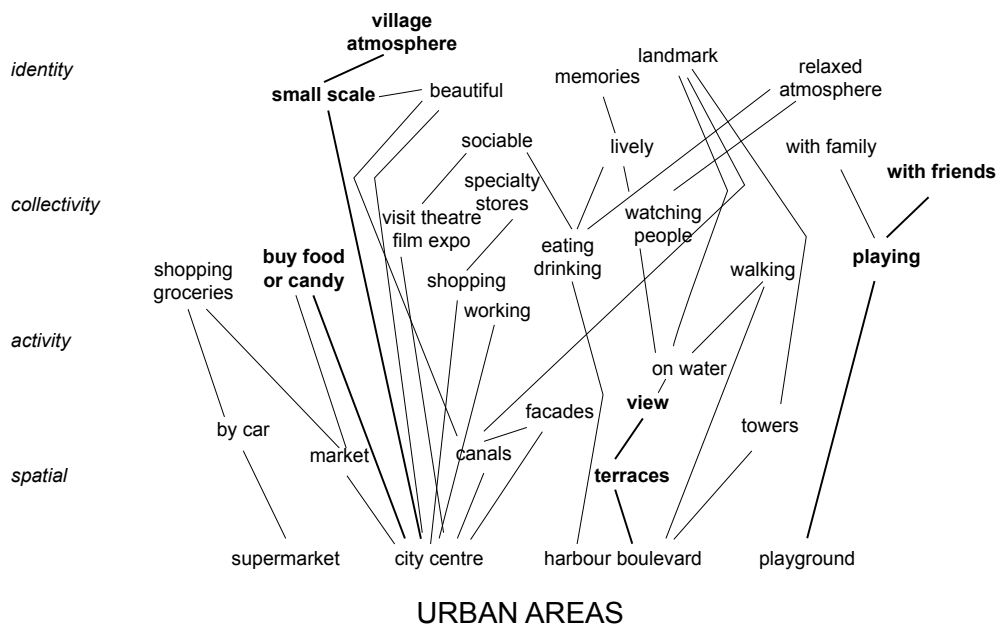 village
atmosphere
identity
landmark
memories
relaxed
atmosphere
small scale
beautiful
sociable
lively
with family
with friends
collectivity
specialty
stores
visit theatre
film expo
watching
people
eating
drinking
buy food
or candy
playing
shopping
groceries
shopping
walking
working
activity
on water
view
facades
by car
towers
market
canals
spatial
terraces
supermarket
city centre
harbour boulevard
playground
URBAN AREAS